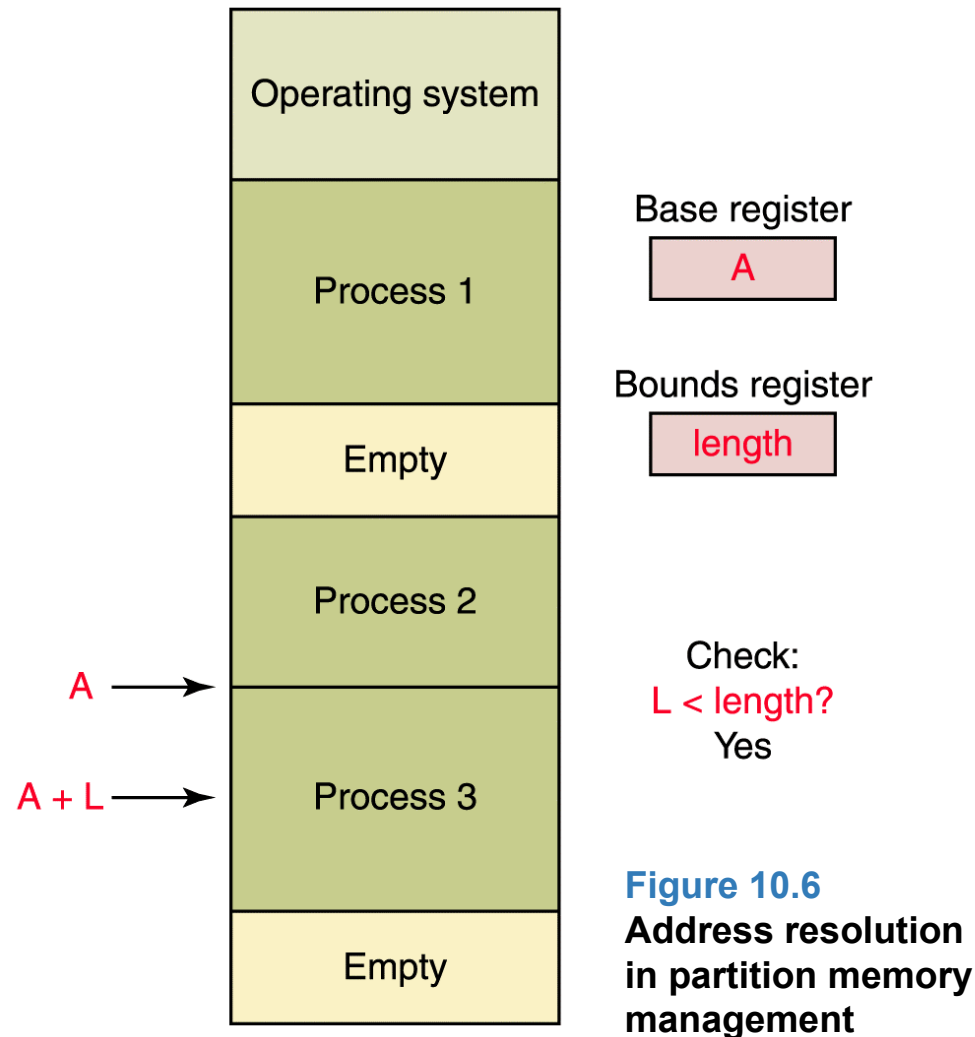 Operating system
Process 1
Empty
Process 2
Process 3
Empty
A
A + L
Base register
A
Bounds register
length
Check:
L < length?
Yes
Figure 10.6
Address resolution
in partition memory
management